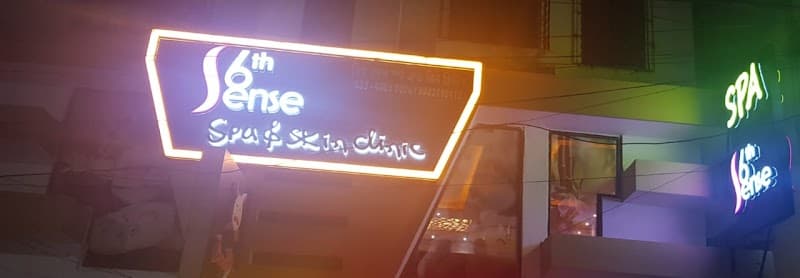 6th
Sense
Spa & Skin Clinic
SPA
6th
Sense